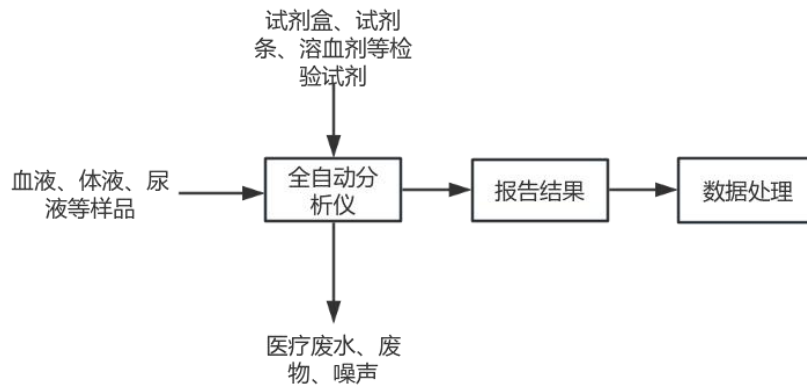 试剂盒、试剂
条、溶血剂等检
验试剂
血液、体液、尿
液等样品
全自动分
析仪
报告结果
数据处理
医疗废水、废
物、噪声